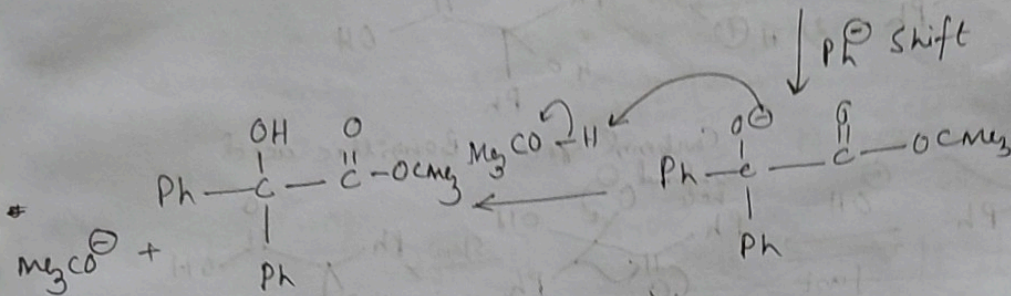 Ph⊖ shift
OH O Me3CO–H O⊖ O
Ph–C–C–OCMe3 Ph–C–C–OCMe3
Me3CO⊖ + Ph Ph